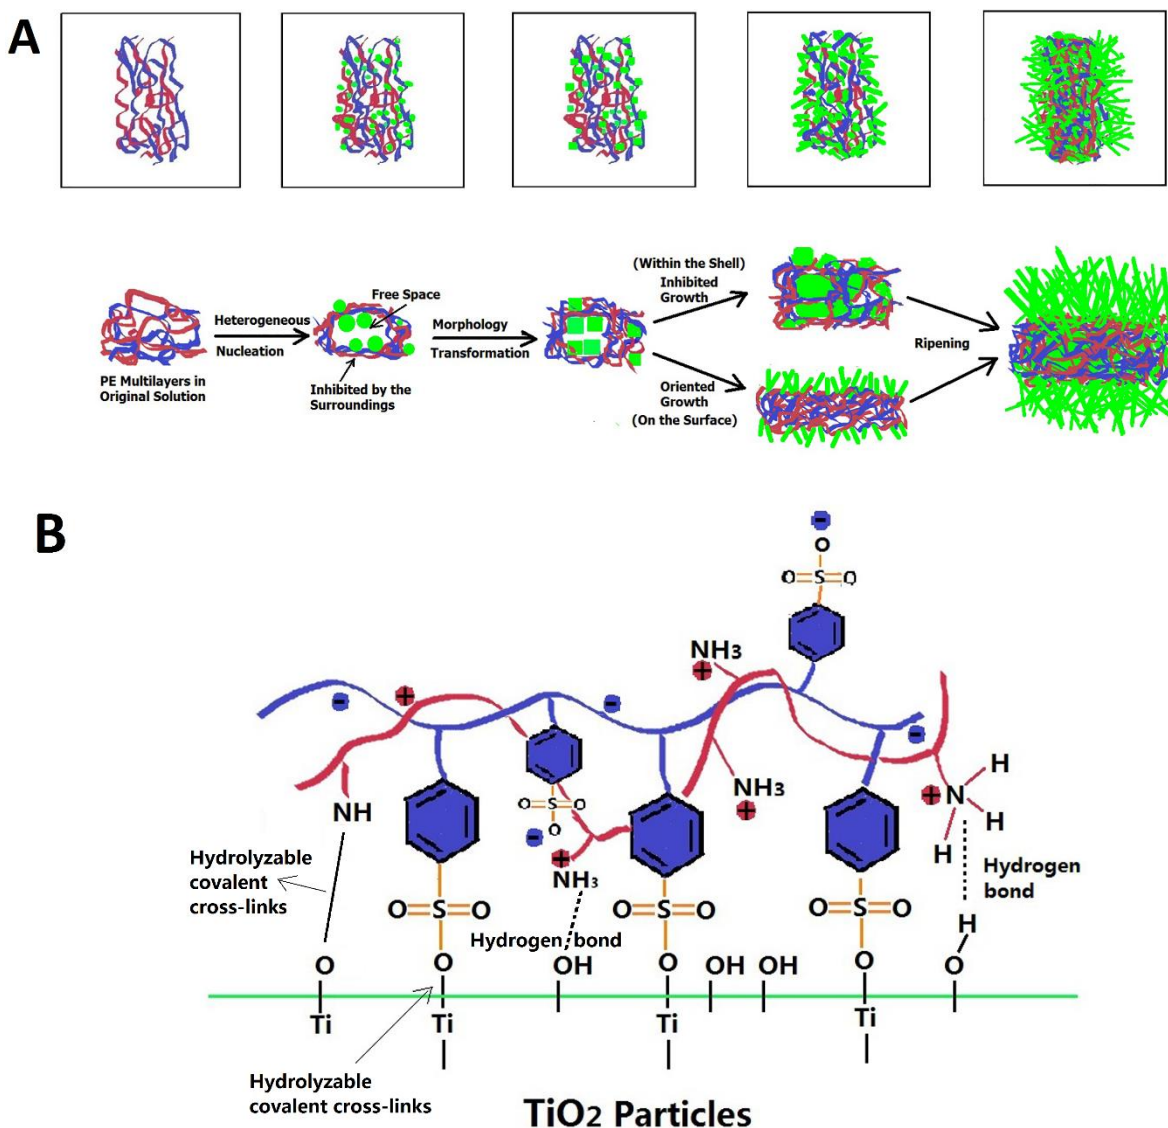 A
(Within the Shell)
Inhibited
Growth
Free Space
Heterogeneous
Nucleation
Morphology
Transformation
Ripening
PE Multilayers in
Original Solution
Inhibited by the
Surroundings
Oriented
Growth
(On the Surface)
B
-
O
O=S=O
NH3
+
-
+
-
-
NH
O=S=O
O
-
+
NH3
NH3
+
+
N
H
H
H
Hydrolyzable
covalent
cross-links
Hydrogen
bond
O=S=O
O=S=O
O=S=O
Hydrogen bond
H
O
O
OH
O
OH
OH
O
O
Ti
Ti
Ti
Ti
Hydrolyzable
covalent cross-links
TiO2 Particles